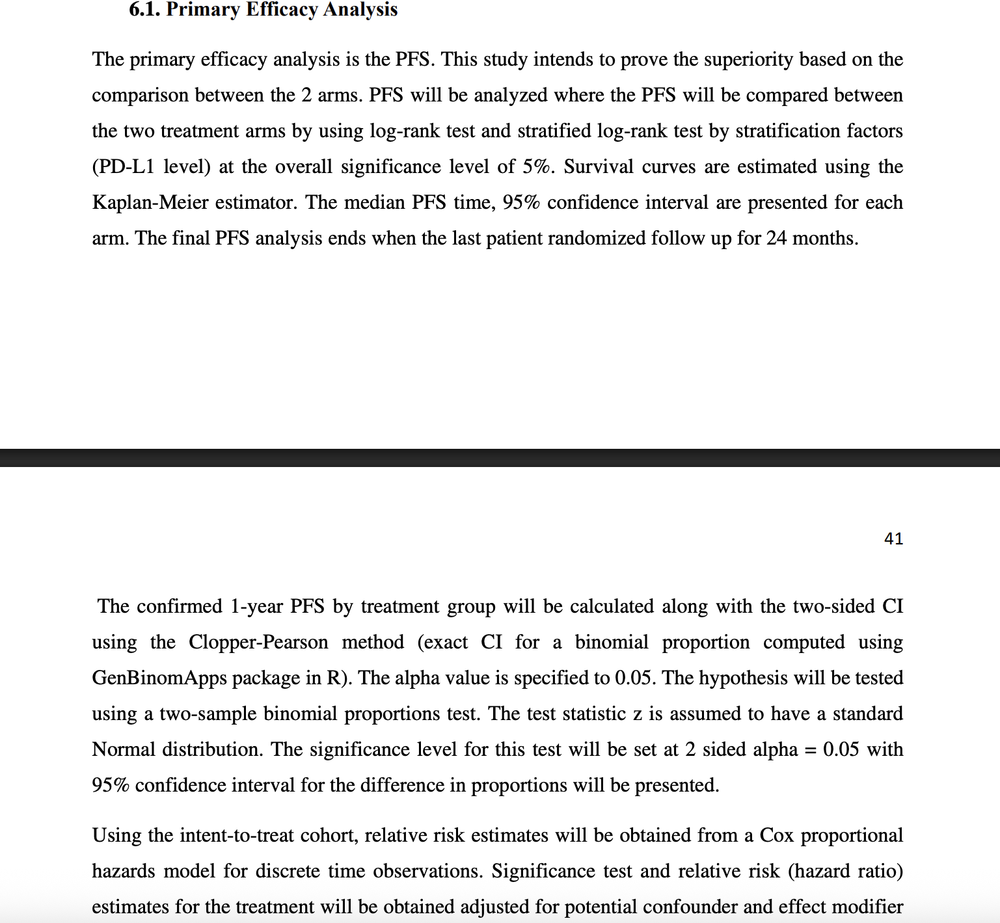 6.1. Primary Efficacy Analysis
The primary efficacy analysis is the PFS. This study intends to prove the superiority based on the
comparison between the 2 arms. PFS will be analyzed where the PFS will be compared between
the two treatment arms by using log-rank test and stratified log-rank test by stratification factors
(PD-L1 level) at the overall significance level of 5%. Survival curves are estimated using the
Kaplan-Meier estimator. The median PFS time, 95% confidence interval are presented for each
arm. The final PFS analysis ends when the last patient randomized follow up for 24 months.
41
The confirmed 1-year PFS by treatment group will be calculated along with the two-sided CI
using the Clopper-Pearson method (exact CI for a binomial proportion computed using
GenBinomApps package in R). The alpha value is specified to 0.05. The hypothesis will be tested
using a two-sample binomial proportions test. The test statistic z is assumed to have a standard
Normal distribution. The significance level for this test will be set at 2 sided alpha = 0.05 with
95% confidence interval for the difference in proportions will be presented.
Using the intent-to-treat cohort, relative risk estimates will be obtained from a Cox proportional
hazards model for discrete time observations. Significance test and relative risk (hazard ratio)
estimates for the treatment will be obtained adjusted for potential confounder and effect modifier